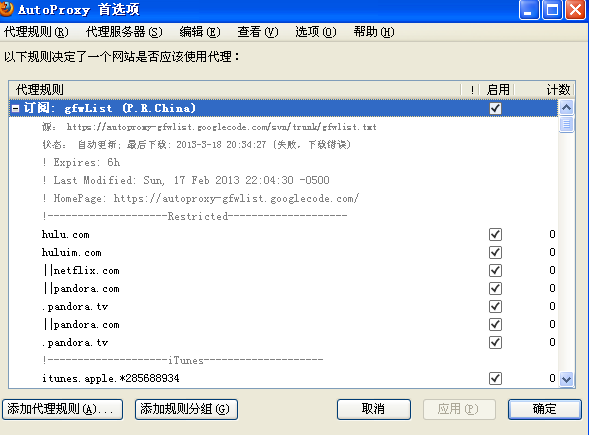 AutoProxy 首选项
代理规则(R) 代理服务器(S) 编辑(E) 查看(V) 选项(O) 帮助(H)
以下规则决定了一个网站是否应该使用代理：
代理规则 ! 启用 计数
订阅: gfwList (P.R.China)
源: https://autoproxy-gfwlist.googlecode.com/svn/trunk/gfwlist.txt
状态: 自动更新; 最后下载: 2013-3-18 20:34:27 (失败，下载错误)
! Expires: 6h
! Last Modified: Sun, 17 Feb 2013 22:04:30 -0500
! HomePage: https://autoproxy-gfwlist.googlecode.com/
!--------------------Restricted--------------------
hulu.com 0
huluim.com 0
||netflix.com 0
||pandora.com 0
.pandora.tv 0
||pandora.com 0
.pandora.tv 0
!--------------------iTunes--------------------
itunes.apple.*285688934 0
添加代理规则(A)... 添加规则分组(G) 取消 应用(P) 确定